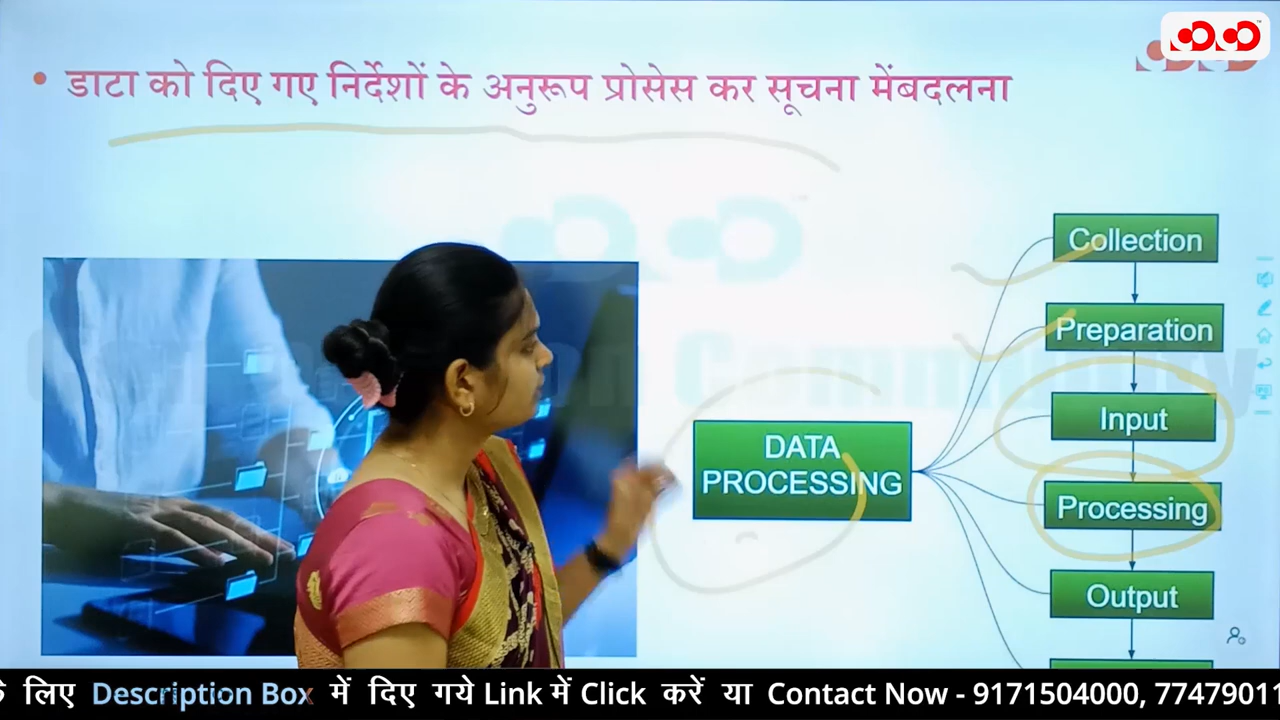 • डाटा को दिए गए निर्देशों के अनुरूप प्रोसेस कर सूचना मेंबदलना
Collection
Preparation
Input
DATA
PROCESSING
Processing
Output
लिए Description Box में दिए गये Link में Click करें या Contact Now - 9171504000, 77479011